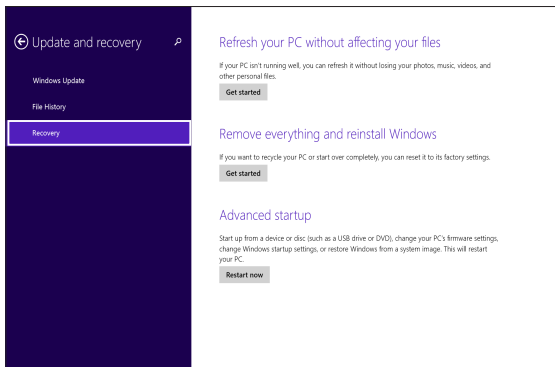 Update and recovery
Windows Update
File History
Recovery
Refresh your PC without affecting your files
If your PC isn't running well, you can refresh it without losing your photos, music, videos, and
other personal files.
Get started
Remove everything and reinstall Windows
If you want to recycle your PC or start over completely, you can reset it to its factory settings.
Get started
Advanced startup
Start up from a device or disc (such as a USB drive or DVD), change your PC's firmware settings,
change Windows startup settings, or restore Windows from a system image. This will restart
your PC.
Restart now